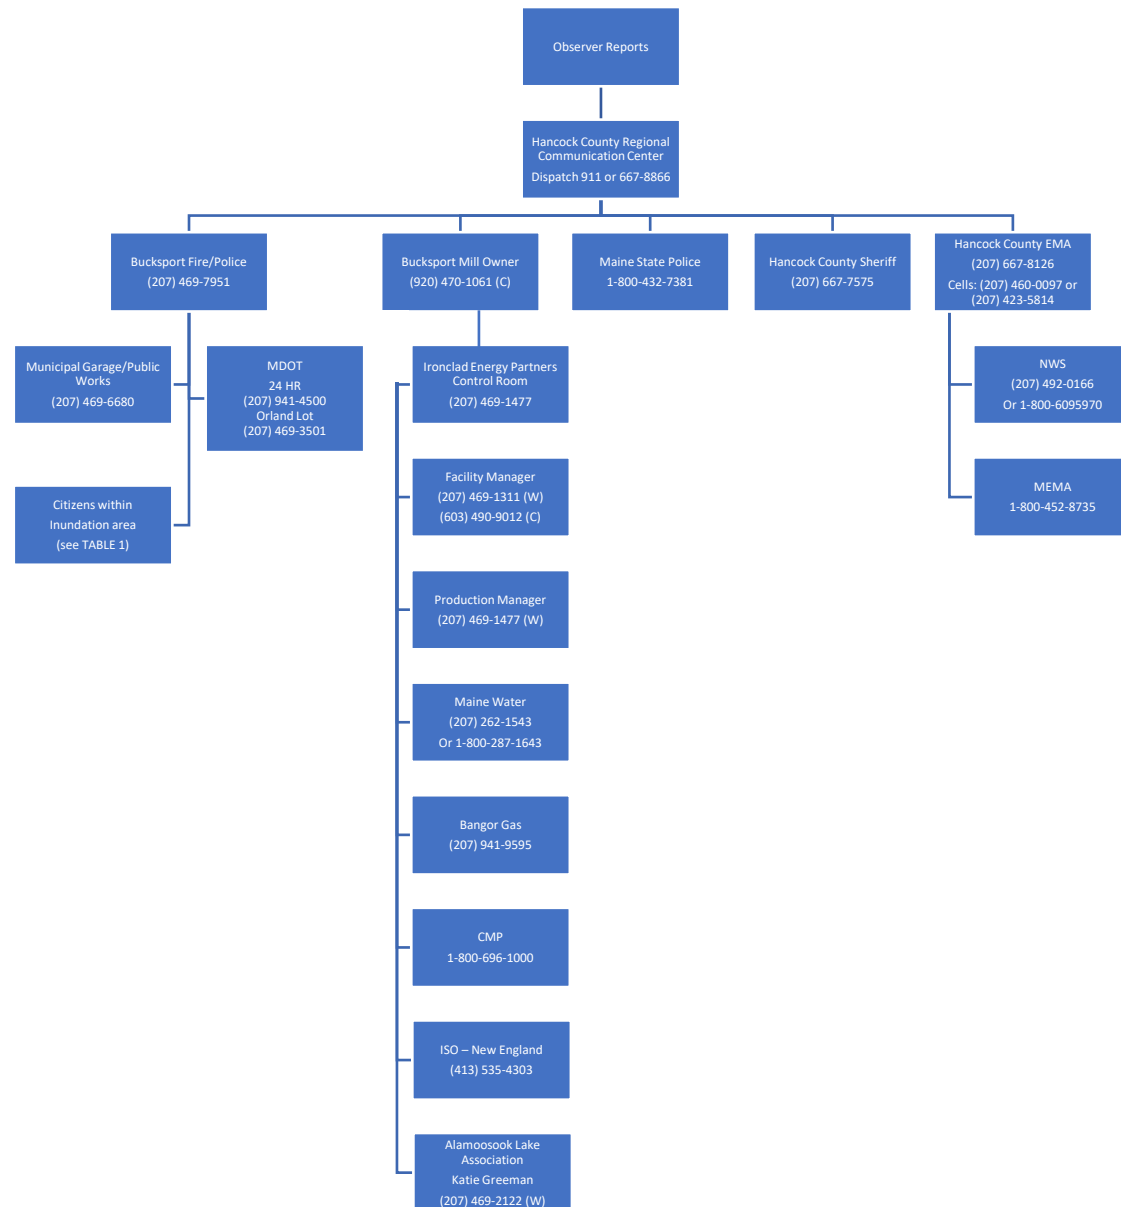 Observer Reports
Hancock County Regional
Communication Center
Dispatch 911 or 667-8866
Bucksport Fire/Police
(207) 469-7951
Bucksport Mill Owner
(920) 470-1061 (C)
Maine State Police
1-800-432-7381
Hancock County Sheriff
(207) 667-7575
Hancock County EMA
(207) 667-8126
Cells: (207) 460-0097 or
(207) 423-5814
Municipal Garage/Public
Works
(207) 469-6680
MDOT
24 HR
(207) 941-4500
Orland Lot
(207) 469-3501
Citizens within
Inundation area
(see TABLE 1)
Ironclad Energy Partners
Control Room
(207) 469-1477
Facility Manager
(207) 469-1311 (W)
(603) 490-9012 (C)
Production Manager
(207) 469-1477 (W)
Maine Water
(207) 262-1543
Or 1-800-287-1643
Bangor Gas
(207) 941-9595
CMP
1-800-696-1000
ISO – New England
(413) 535-4303
Alamoosook Lake
Association
Katie Greeman
(207) 469-2122 (W)
NWS
(207) 492-0166
Or 1-800-6095970
MEMA
1-800-452-8735